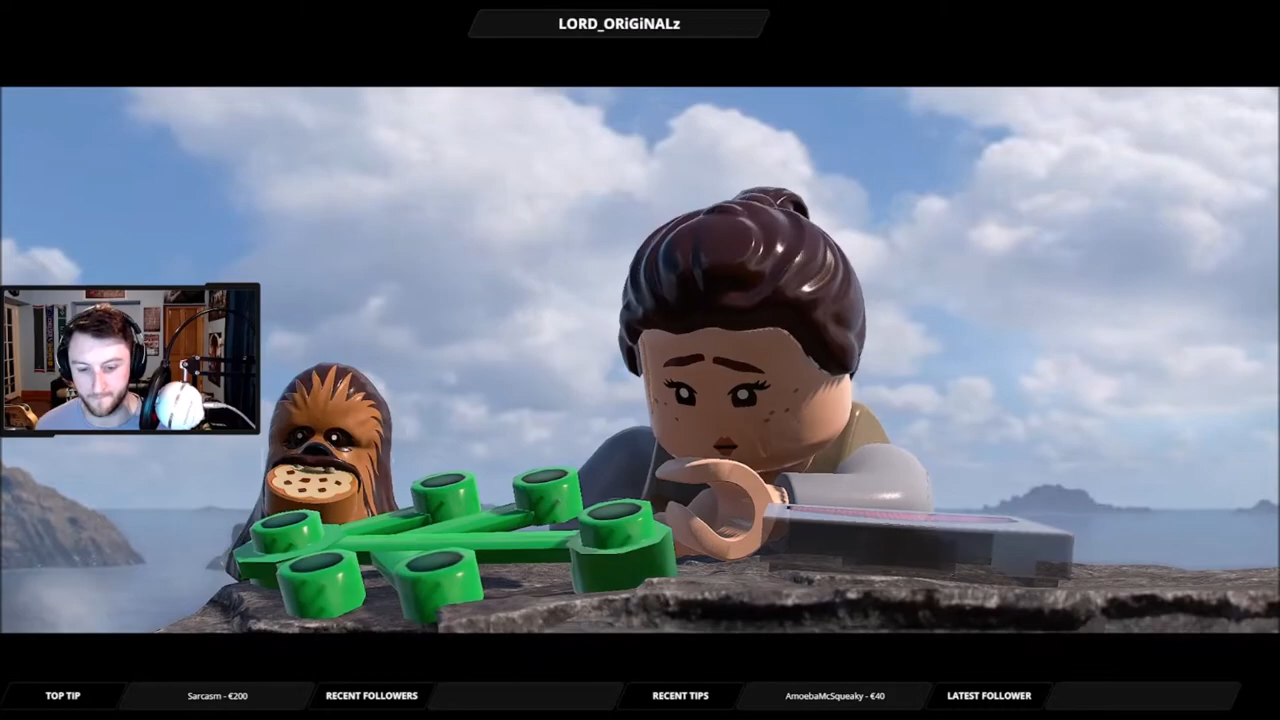 LORD_ORiGiNALz
TOP TIP
Sarcasm - €200
RECENT FOLLOWERS
RECENT TIPS
AmoebaMcSqueaky - €40
LATEST FOLLOWER